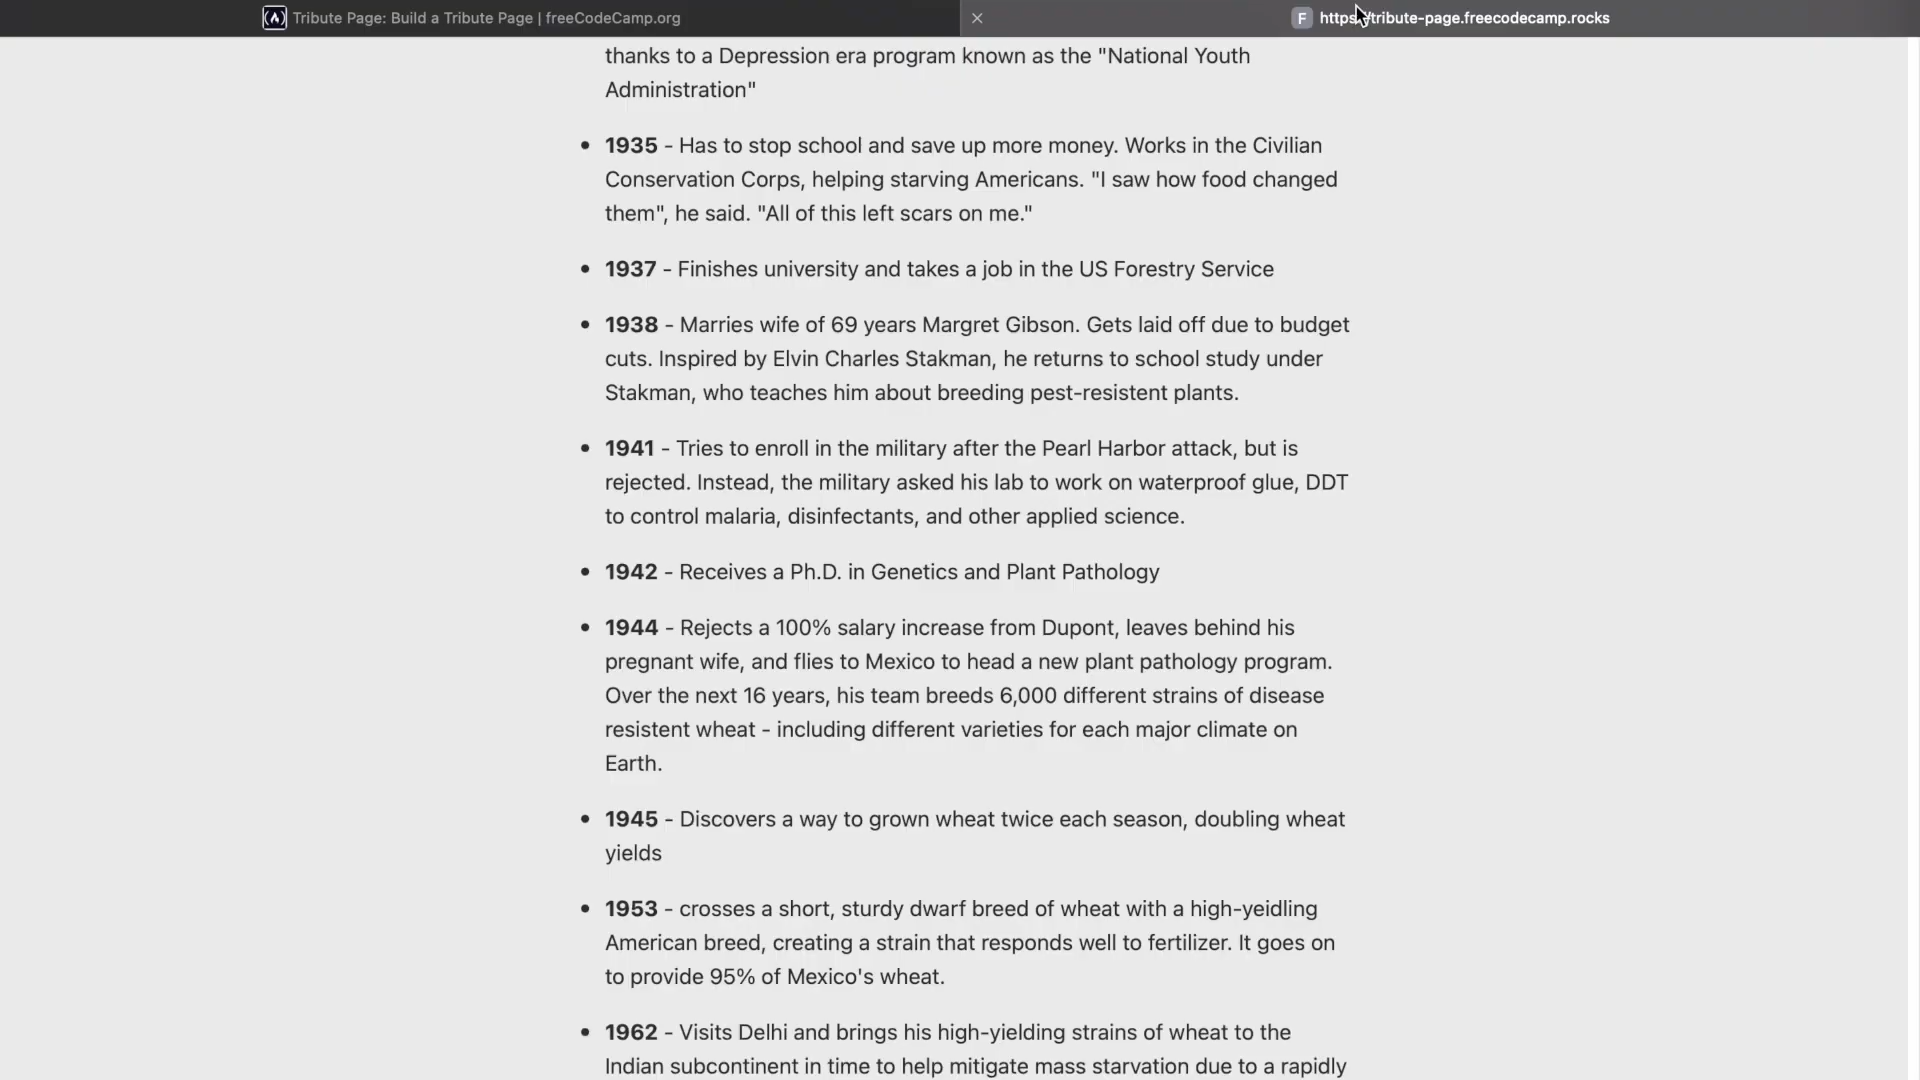 Tribute Page: Build a Tribute Page | freeCodeCamp.org
F https://tribute-page.freecodecamp.rocks
thanks to a Depression era program known as the "National Youth
Administration"
1935 - Has to stop school and save up more money. Works in the Civilian
Conservation Corps, helping starving Americans. "I saw how food changed
them", he said. "All of this left scars on me."
1937 - Finishes university and takes a job in the US Forestry Service
1938 - Marries wife of 69 years Margret Gibson. Gets laid off due to budget
cuts. Inspired by Elvin Charles Stakman, he returns to school study under
Stakman, who teaches him about breeding pest-resistent plants.
1941 - Tries to enroll in the military after the Pearl Harbor attack, but is
rejected. Instead, the military asked his lab to work on waterproof glue, DDT
to control malaria, disinfectants, and other applied science.
1942 - Receives a Ph.D. in Genetics and Plant Pathology
1944 - Rejects a 100% salary increase from Dupont, leaves behind his
pregnant wife, and flies to Mexico to head a new plant pathology program.
Over the next 16 years, his team breeds 6,000 different strains of disease
resistent wheat - including different varieties for each major climate on
Earth.
1945 - Discovers a way to grown wheat twice each season, doubling wheat
yields
1953 - crosses a short, sturdy dwarf breed of wheat with a high-yeidling
American breed, creating a strain that responds well to fertilizer. It goes on
to provide 95% of Mexico's wheat.
1962 - Visits Delhi and brings his high-yielding strains of wheat to the
Indian subcontinent in time to help mitigate mass starvation due to a rapidly